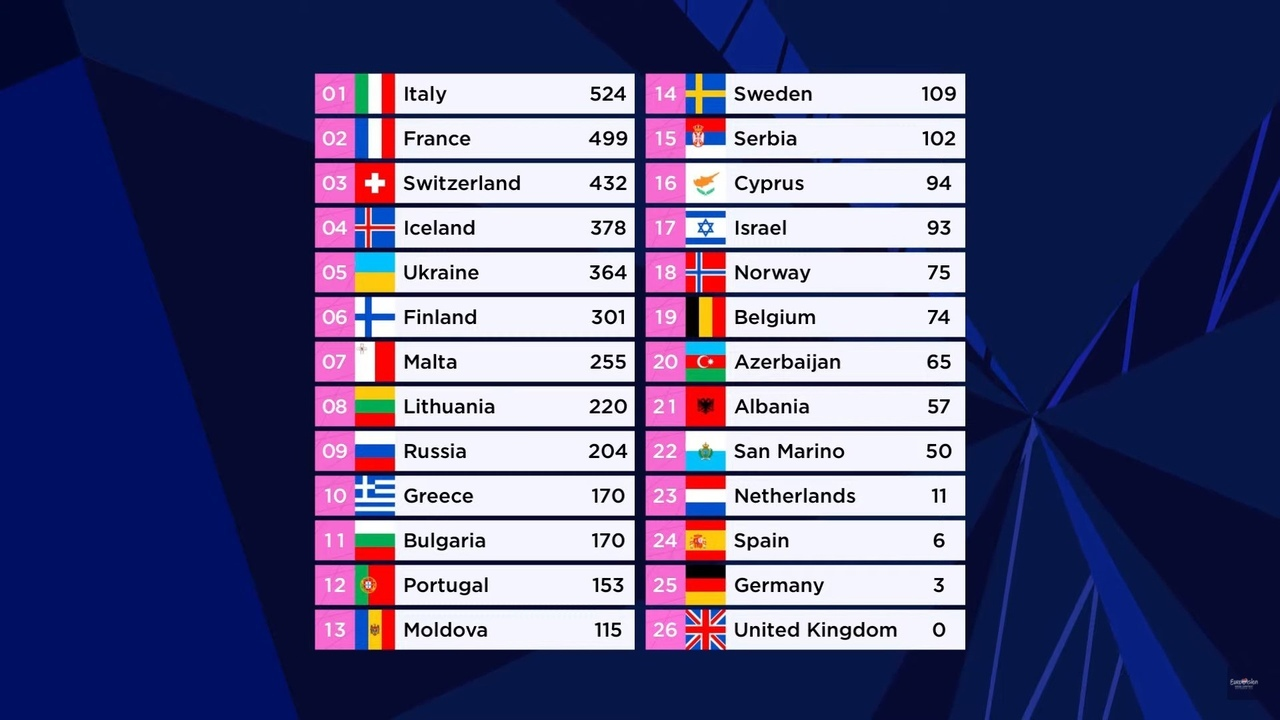 01 Italy 524
02 France 499
03 Switzerland 432
04 Iceland 378
05 Ukraine 364
06 Finland 301
07 Malta 255
08 Lithuania 220
09 Russia 204
10 Greece 170
11 Bulgaria 170
12 Portugal 153
13 Moldova 115
14 Sweden 109
15 Serbia 102
16 Cyprus 94
17 Israel 93
18 Norway 75
19 Belgium 74
20 Azerbaijan 65
21 Albania 57
22 San Marino 50
23 Netherlands 11
24 Spain 6
25 Germany 3
26 United Kingdom 0
Eurovision